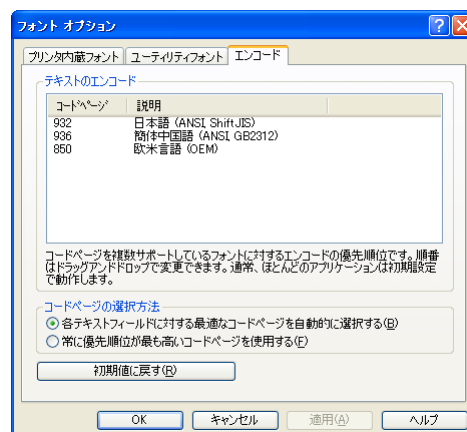 フォント オプション
プリンタ内蔵フォント ユーティリティフォント エンコード
テキストのエンコード
コードページ 説明
932 日本語 (ANSI, ShiftJIS)
936 簡体中国語 (ANSI, GB2312)
850 欧米言語 (OEM)
コードページを複数サポートしているフォントに対するエンコードの優先順位です。順番
はドラッグアンドドロップで変更できます。通常、ほとんどのアプリケーションは初期設定
で動作します。
コードページの選択方法
各テキストフィールドに対する最適なコードページを自動的に選択する(B)
常に優先順位が最も高いコードページを使用する(F)
初期値に戻す(R)
OK キャンセル 適用(A) ヘルプ